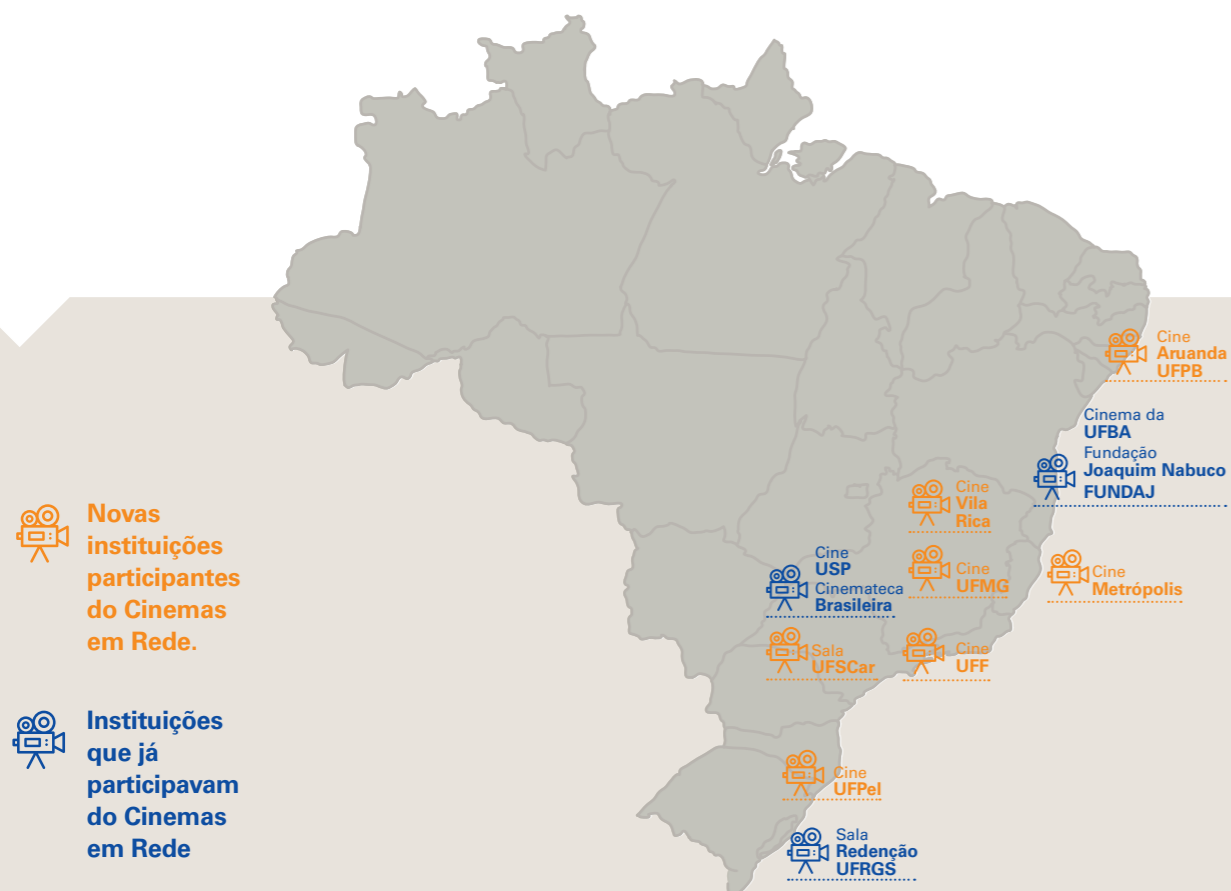 Cine
Aruanda
UFPB
Cinema da
UFBA
Fundação
Joaquim Nabuco
FUNDAJ
Cine
Vila
Rica
Cine
USP
Cinemateca
Brasileira
Cine
UFMG
Cine
Metrópolis
Sala
UFSCar
Cine
UFF
Cine
UFPel
Sala
Redenção
UFRGS
Novas
instituições
participantes
do Cinemas
em Rede.
Instituições
que já
participavam
do Cinemas
em Rede